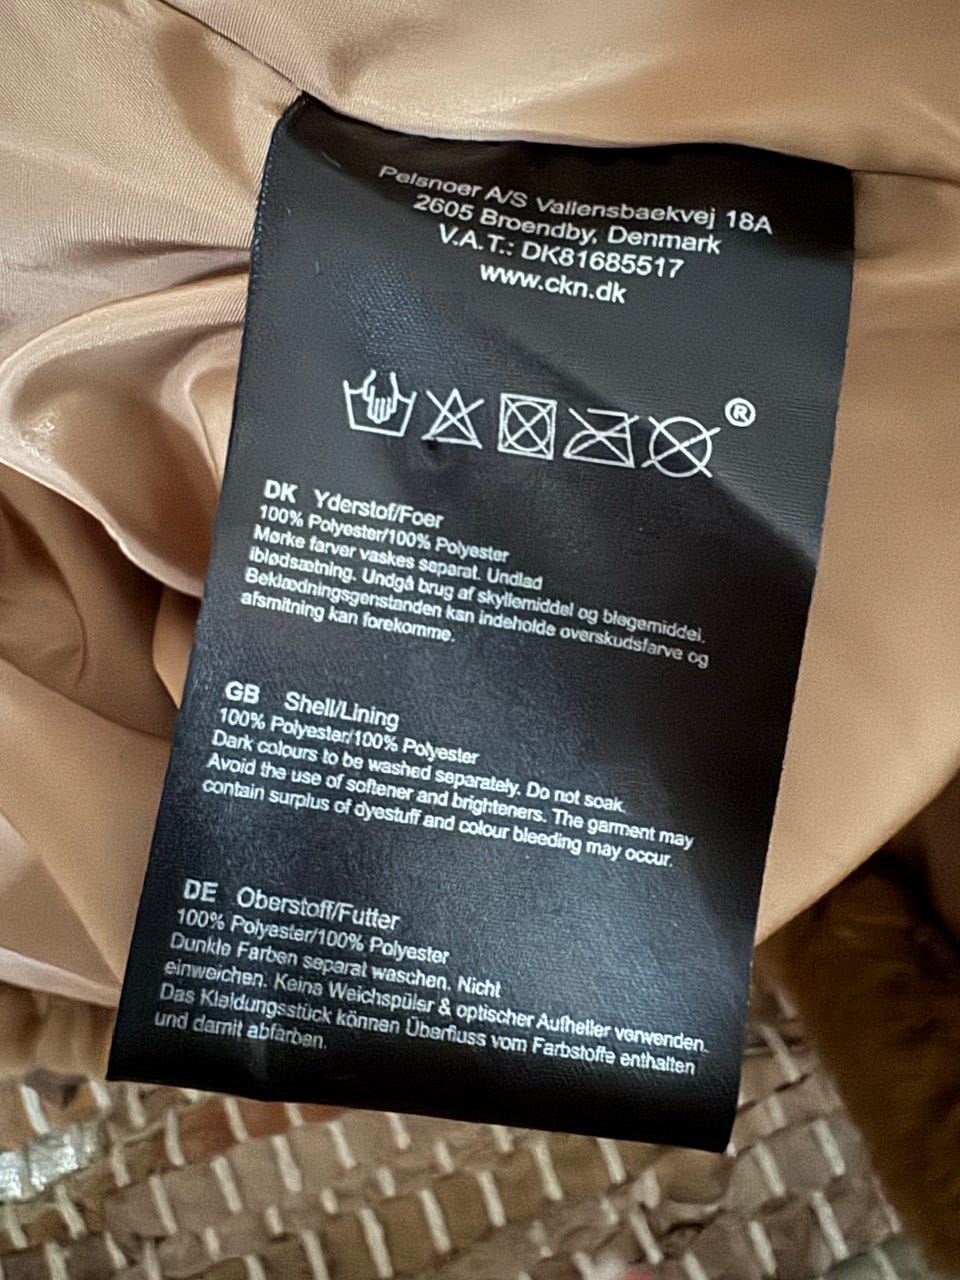 Pelsnoer A/S Vallensbaekvej 18A
2605 Broendby, Denmark
V.A.T.: DK81685517
www.ckn.dk
®
DK Yderstof/Foer
100% Polyester/100% Polyester
Mørke farver vaskes separat. Undlad
iblødsætning. Undgå brug af skyllemiddel og blegemiddel.
Beklædningsgenstanden kan indeholde overskudsfarve og
afsmitning kan forekomme.
GB Shell/Lining
100% Polyester/100% Polyester
Dark colours to be washed separately. Do not soak.
Avoid the use of softener and brighteners. The garment may
contain surplus of dyestuff and colour bleeding may occur.
DE Oberstoff/Futter
100% Polyester/100% Polyester
Dunkle Farben separat waschen. Nicht
einweichen. Keine Weichspüler & optischer Aufheller verwenden.
Das Kleidungsstück können Überfluss vom Farbstoffe enthalten
und damit abfärben.